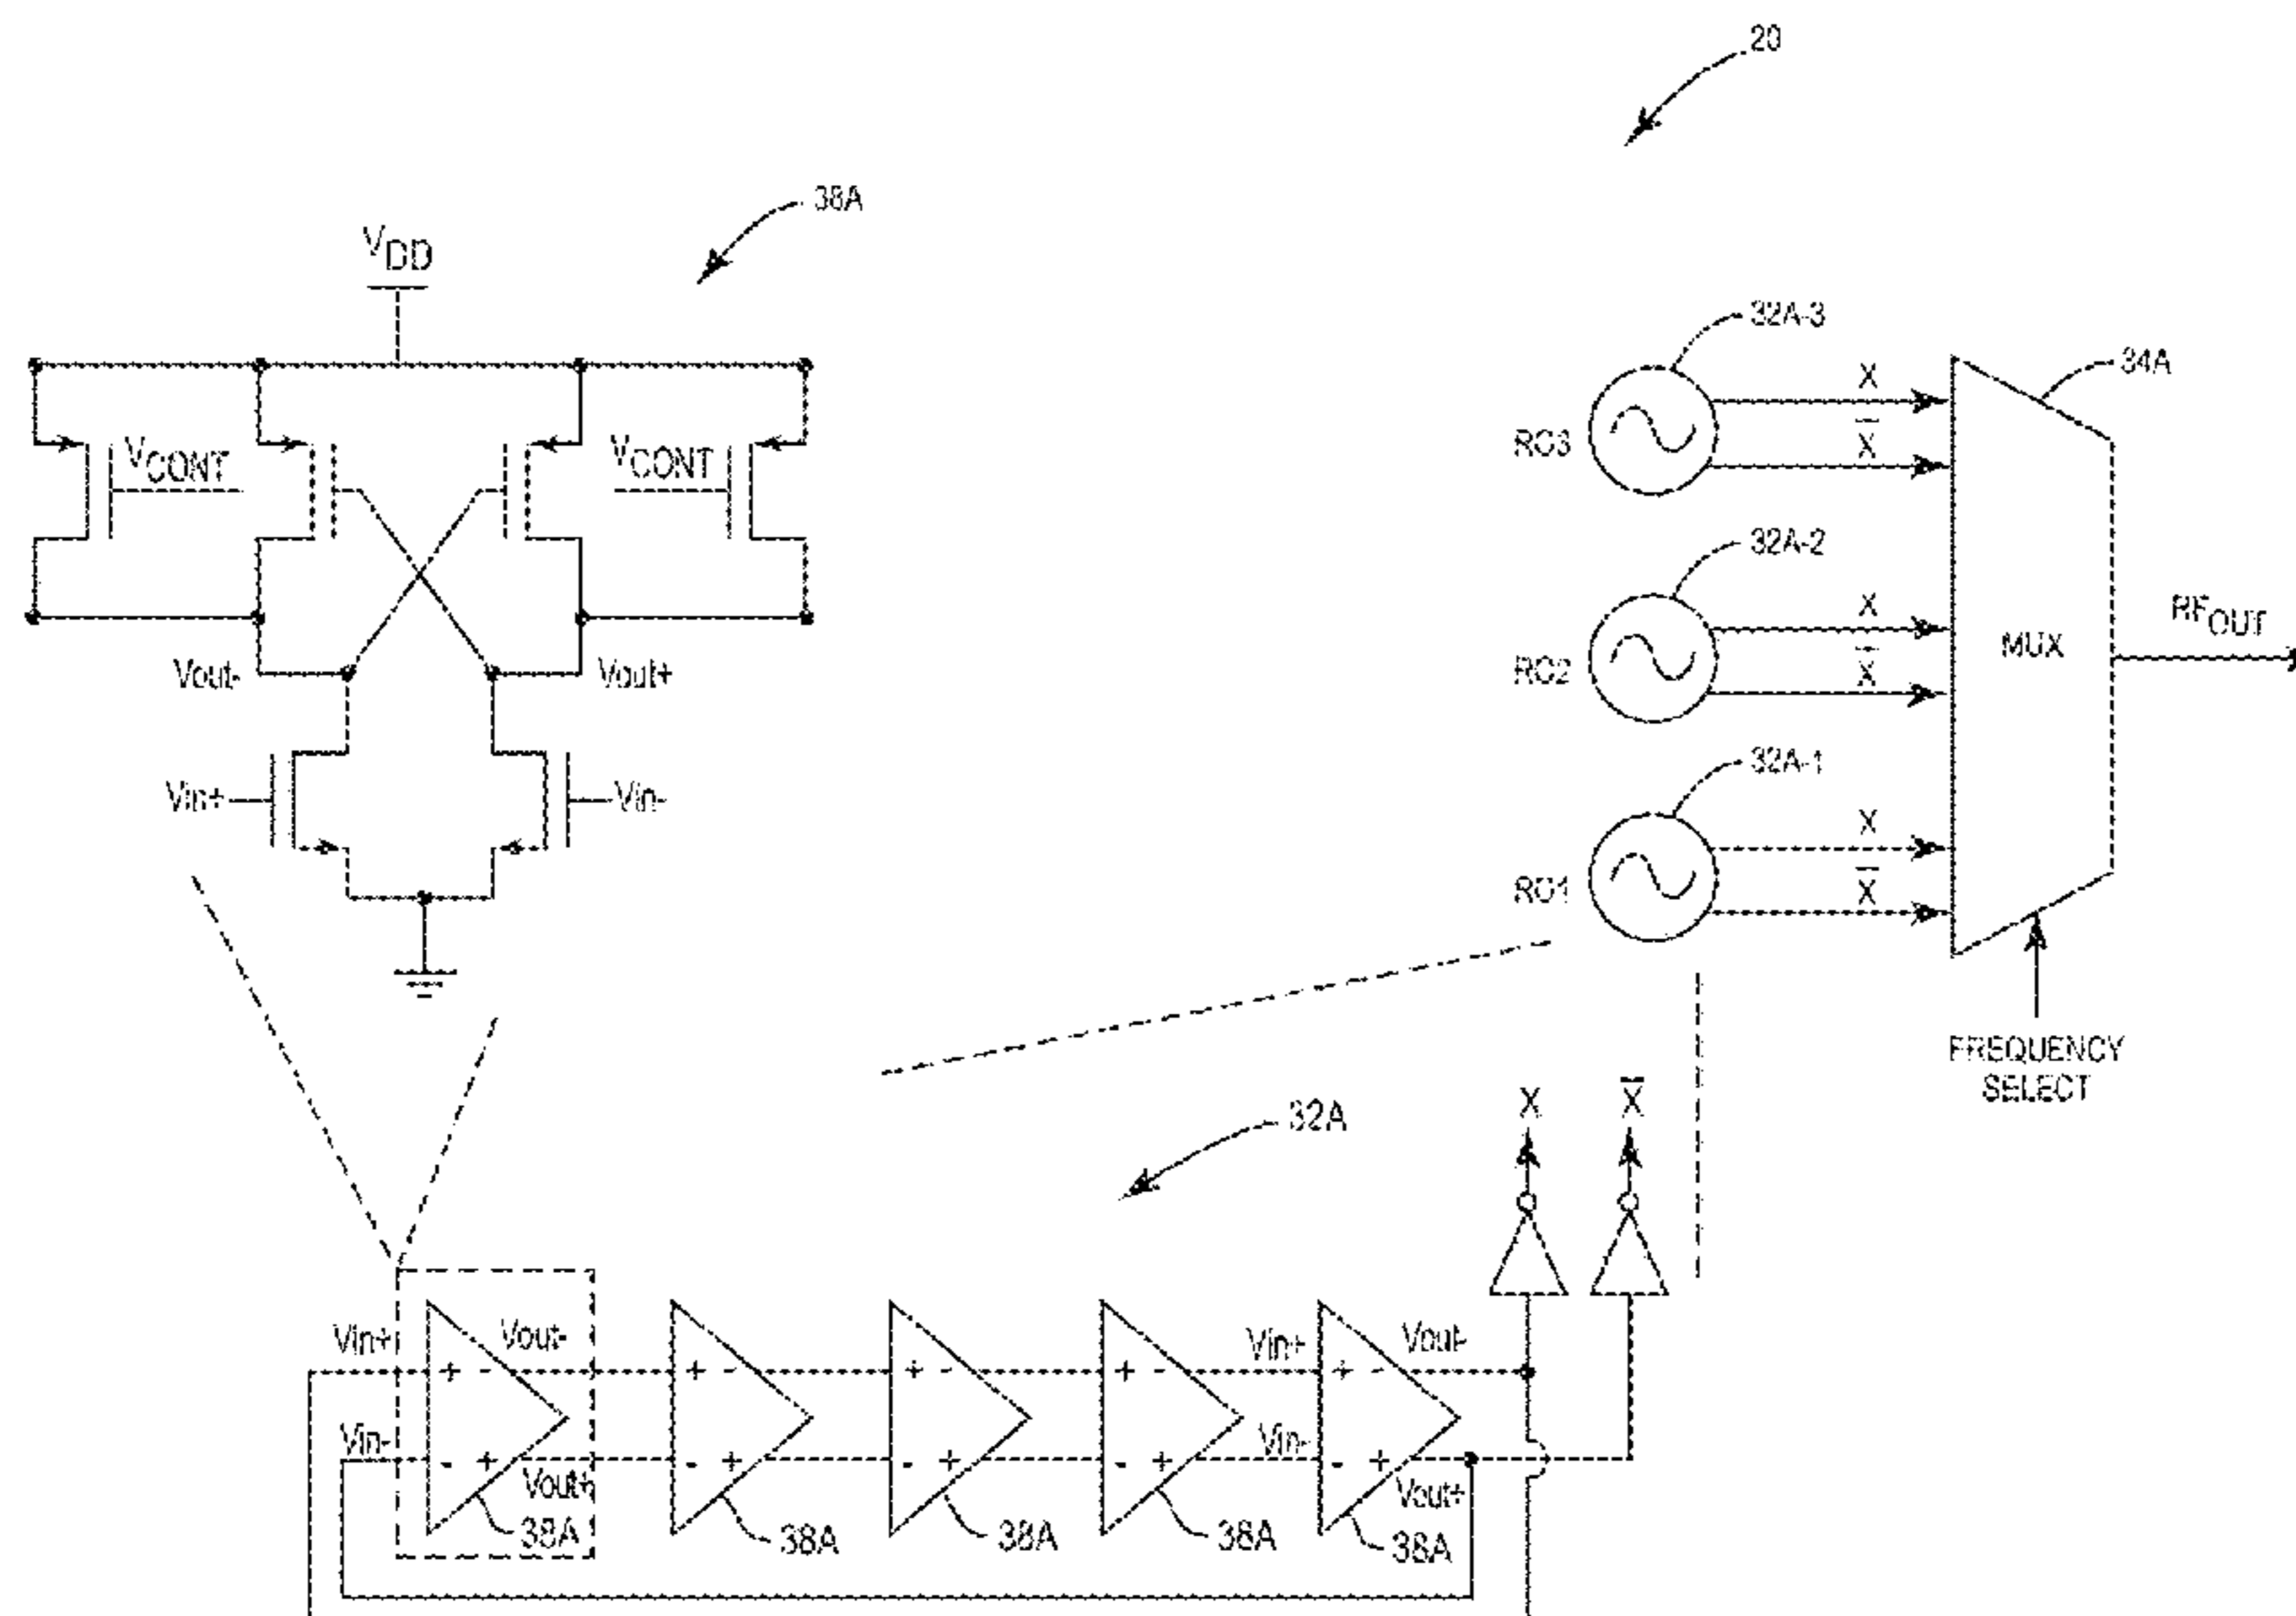 20
38A
VDD
VCONT
VCONT
Vout-
Vout+
Vin+
Vin-
32A-3
34A
X
X̅
RO3
32A-2
X
X̅
RO2
MUX
RFOUT
32A-1
X
X̅
RO1
FREQUENCY
SELECT
X
X̅
32A
Vin+
Vout-
Vin+
Vout-
+ -
+ -
+ -
+ -
+ -
Vin-
Vin-
- +
- +
- +
- +
- +
Vout+
Vout+
38A
38A
38A
38A
38A